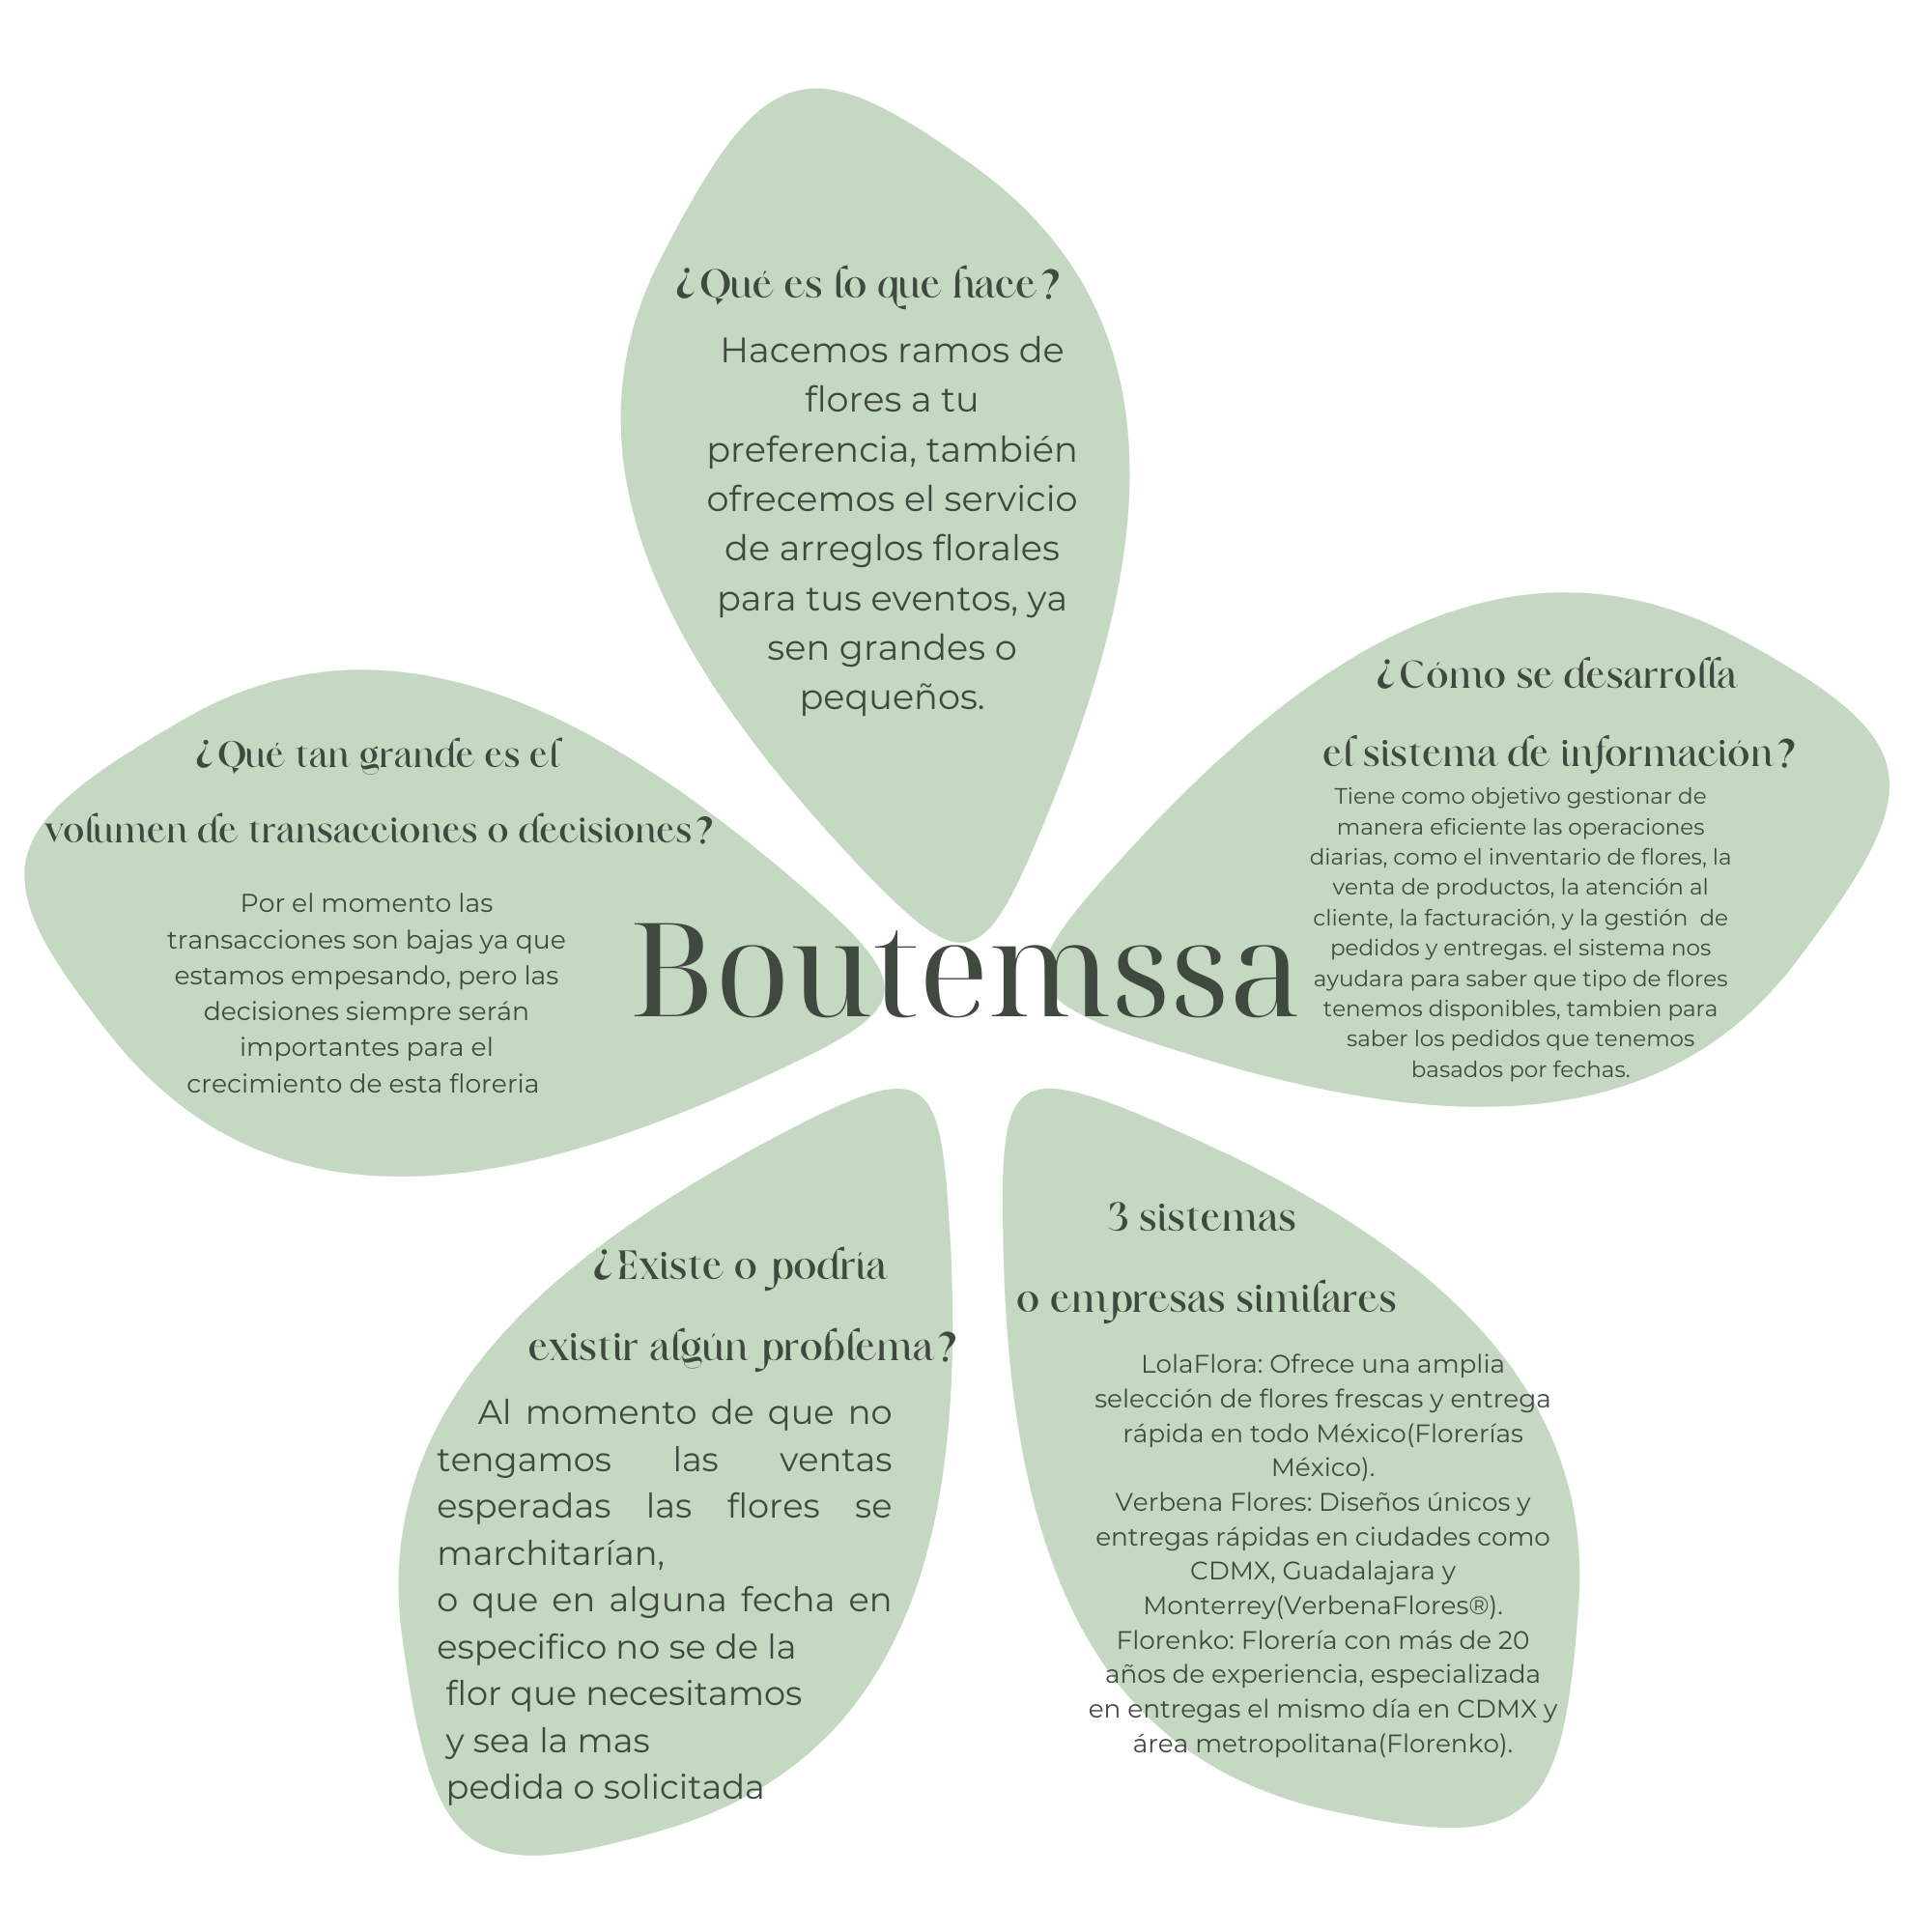 ¿Qué es lo que hace?
Hacemos ramos de
flores a tu
preferencia, también
ofrecemos el servicio
de arreglos florales
para tus eventos, ya
sen grandes o
pequeños.
¿Cómo se desarrolla
el sistema de información?
Tiene como objetivo gestionar de
manera eficiente las operaciones
diarias, como el inventario de flores, la
venta de productos, la atención al
cliente, la facturación, y la gestión de
pedidos y entregas. el sistema nos
ayudara para saber que tipo de flores
tenemos disponibles, tambien para
saber los pedidos que tenemos
basados por fechas.
¿Qué tan grande es el
volumen de transacciones o decisiones?
Por el momento las
transacciones son bajas ya que
estamos empesando, pero las
decisiones siempre serán
importantes para el
crecimiento de esta floreria
Boutemssa
¿Existe o podría
existir algún problema?
Al momento de que no
tengamos las ventas
esperadas las flores se
marchitarían,
o que en alguna fecha en
especifico no se de la
flor que necesitamos
y sea la mas
pedida o solicitada
3 sistemas
o empresas similares
LolaFlora: Ofrece una amplia
selección de flores frescas y entrega
rápida en todo México(Florerías
México).
Verbena Flores: Diseños únicos y
entregas rápidas en ciudades como
CDMX, Guadalajara y
Monterrey(VerbenaFlores®).
Florenko: Florería con más de 20
años de experiencia, especializada
en entregas el mismo día en CDMX y
área metropolitana(Florenko).